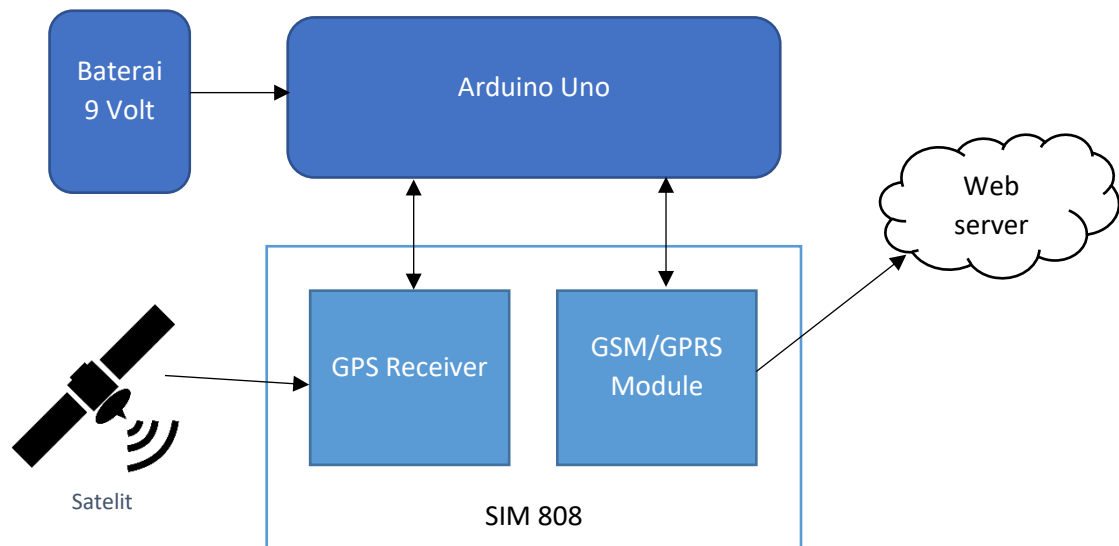 Baterai
9 Volt
Arduino Uno
Web
server
GPS Receiver
GSM/GPRS
Module
Satelit
SIM 808